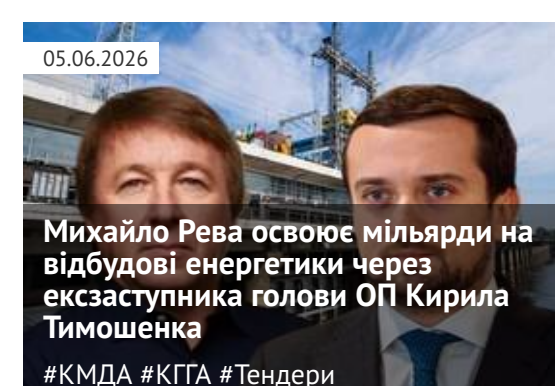 05.06.2026
Михайло Рева освоює мільярди на
відбудові енергетики через
ексзаступника голови ОП Кирила
Тимошенка
#КМДА #КГГА #Тендери